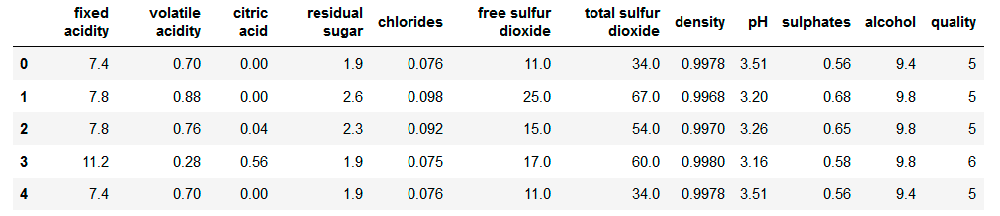 fixed acidity volatile acidity citric acid residual sugar chlorides free sulfur dioxide total sulfur dioxide density pH sulphates alcohol quality
0 7.4 0.70 0.00 1.9 0.076 11.0 34.0 0.9978 3.51 0.56 9.4 5
1 7.8 0.88 0.00 2.6 0.098 25.0 67.0 0.9968 3.20 0.68 9.8 5
2 7.8 0.76 0.04 2.3 0.092 15.0 54.0 0.9970 3.26 0.65 9.8 5
3 11.2 0.28 0.56 1.9 0.075 17.0 60.0 0.9980 3.16 0.58 9.8 6
4 7.4 0.70 0.00 1.9 0.076 11.0 34.0 0.9978 3.51 0.56 9.4 5